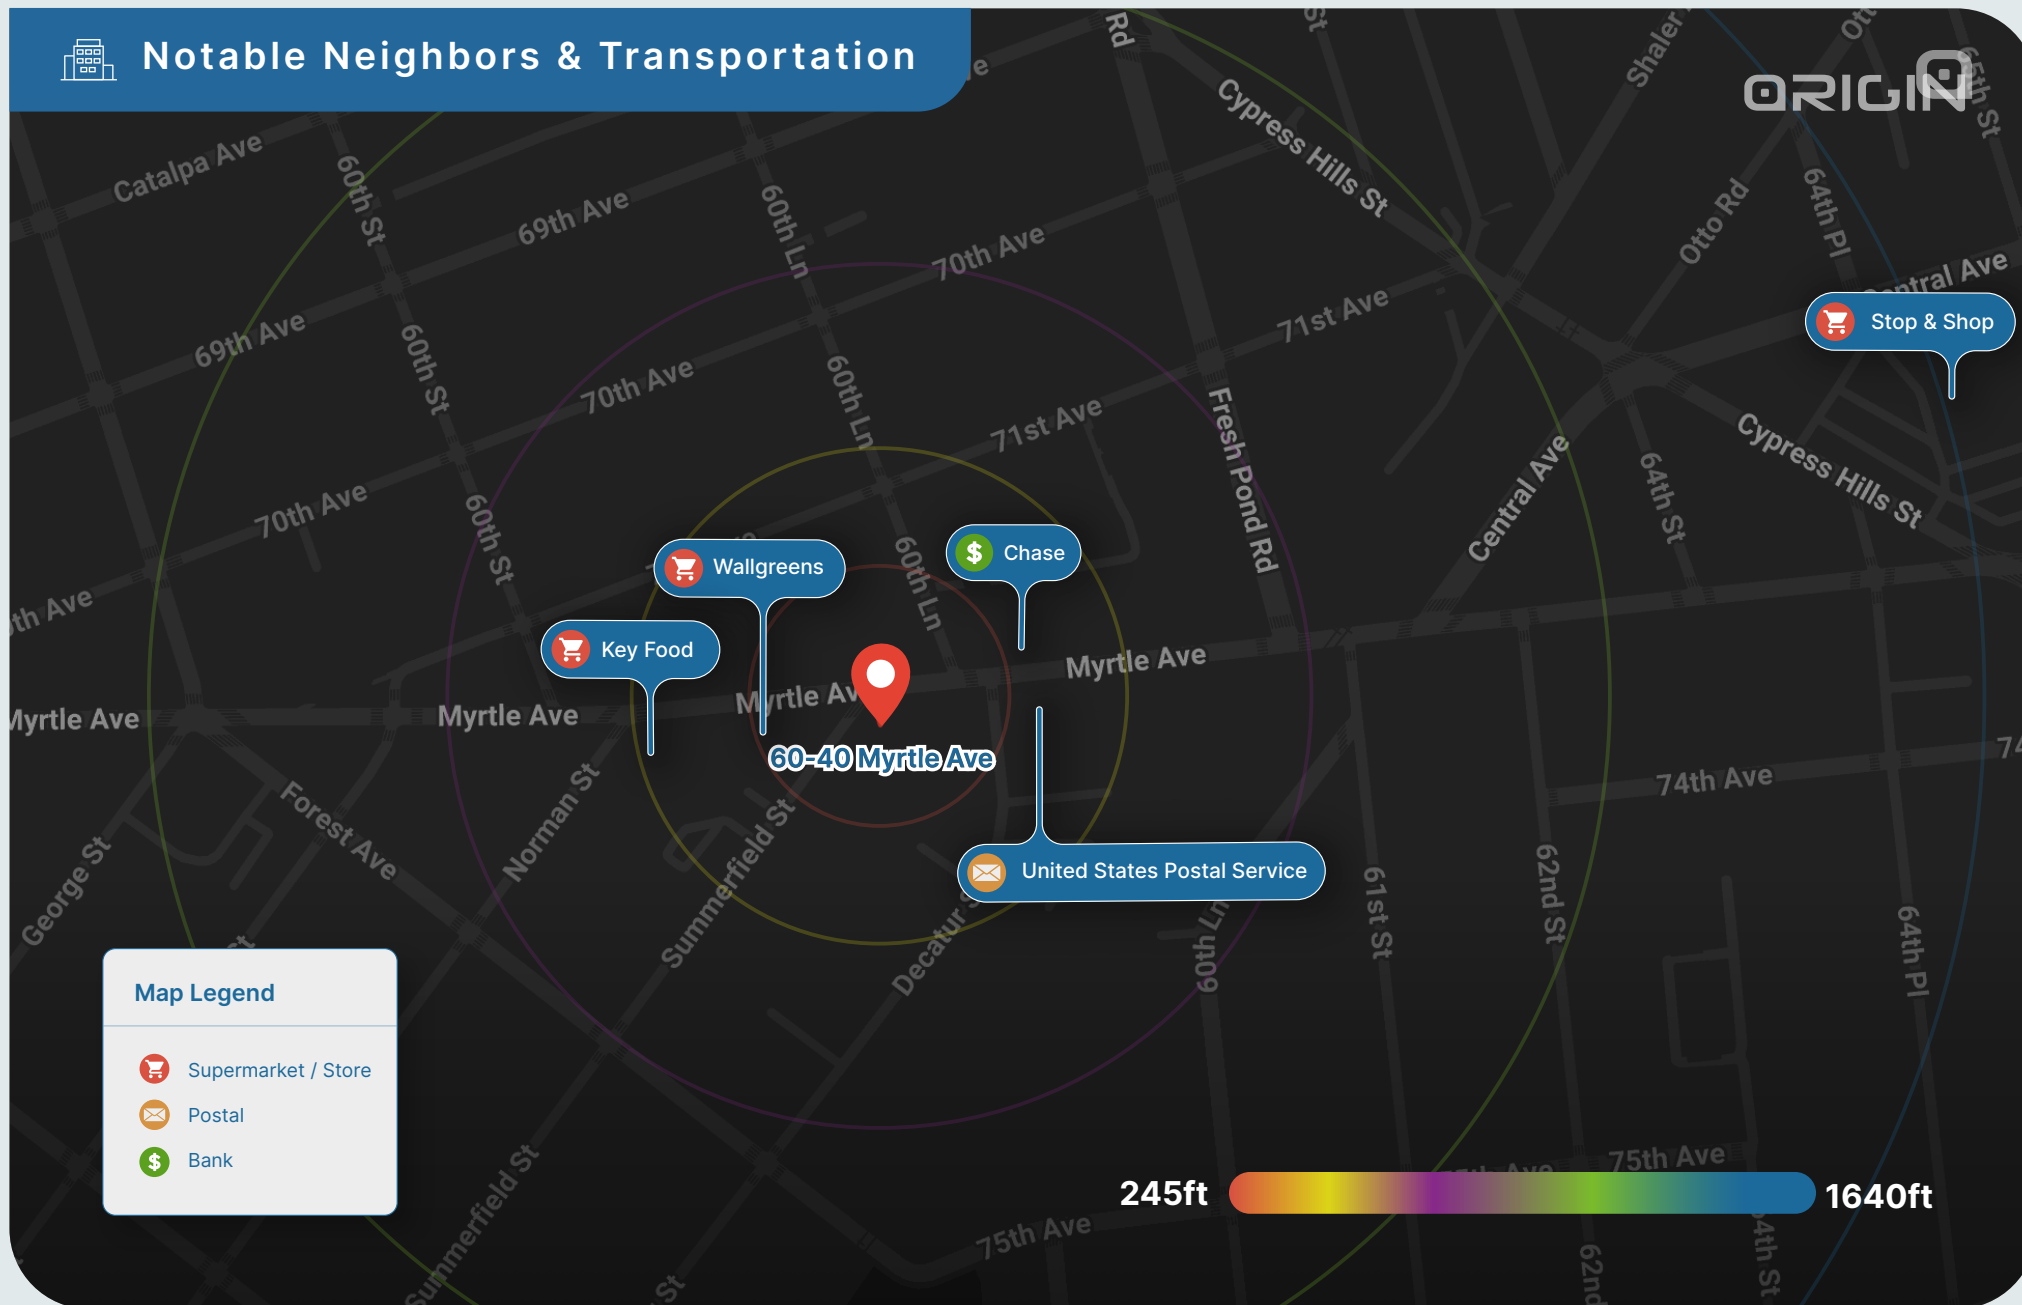 Notable Neighbors & Transportation
ORIGIN
Rd
St
Shaler
65th St
Catalpa Ave
60th St
69th Ave
60th Ln
70th Ave
Cypress Hills St
Otto Rd
64th Pl
Central Ave
69th Ave
60th St
70th Ave
60th Ln
71st Ave
71st Ave
Stop & Shop
Fresh Pond Rd
Central Ave
64th St
Cypress Hills St
70th Ave
60th St
60th Ln
Wallgreens
Chase
Key Food
Myrtle Ave
Myrtle Ave
Myrtle Ave
Myrtle Ave
60-40 Myrtle Ave
74th Ave
George St
Forest Ave
Norman St
Summerfield St
Decatur
United States Postal Service
60th Ln
61st St
62nd St
64th Pl
St
Map Legend
Supermarket / Store
Postal
Bank
Summerfield St
St
75th Ave
75th Ave
245ft
1640ft